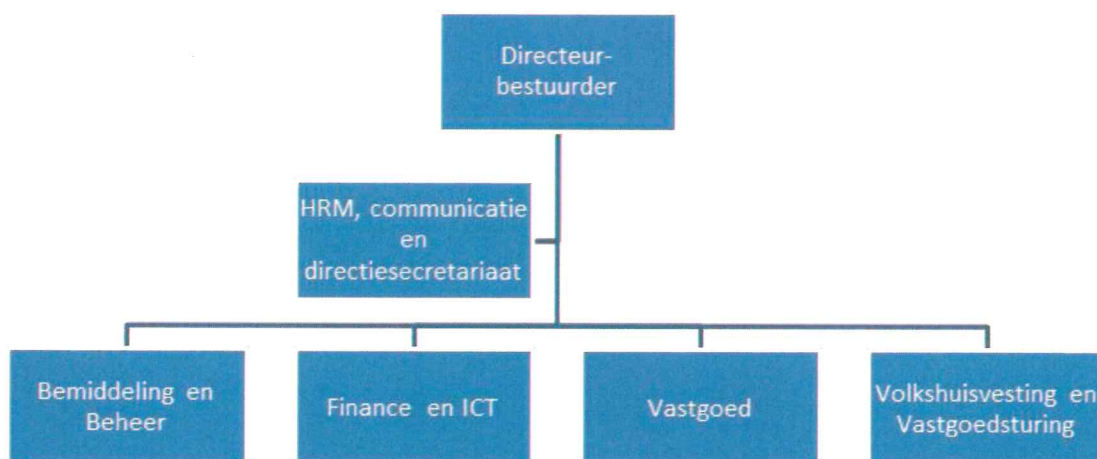 Directeur-
bestuurder
HRM, communicatie
en
directiesecretariaat
Bemiddeling en
Beheer
Finance en ICT
Vastgoed
Volkshuisvesting en
Vastgoedsturing